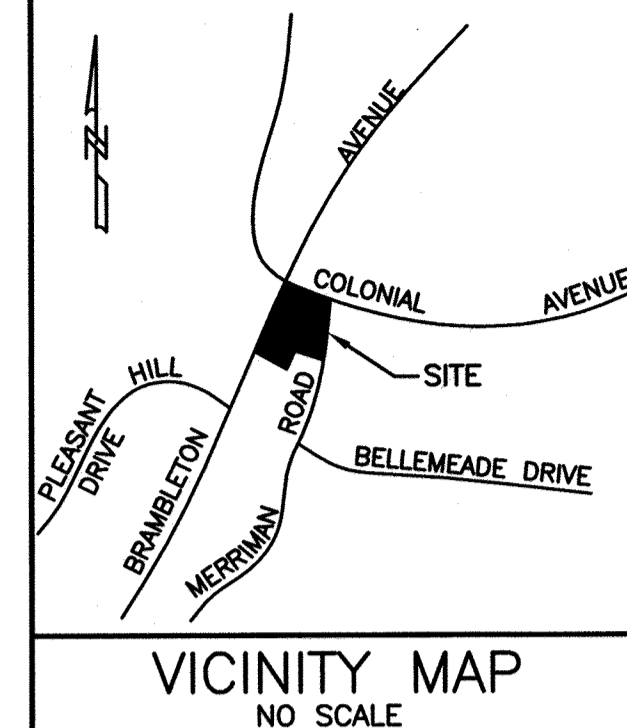 N
AVENUE
COLONIAL AVENUE
SITE
PLEASANT HILL
DRIVE
BRAMBLETON
MERRIMAN ROAD
BELLEMEADE DRIVE
VICINITY MAP
NO SCALE